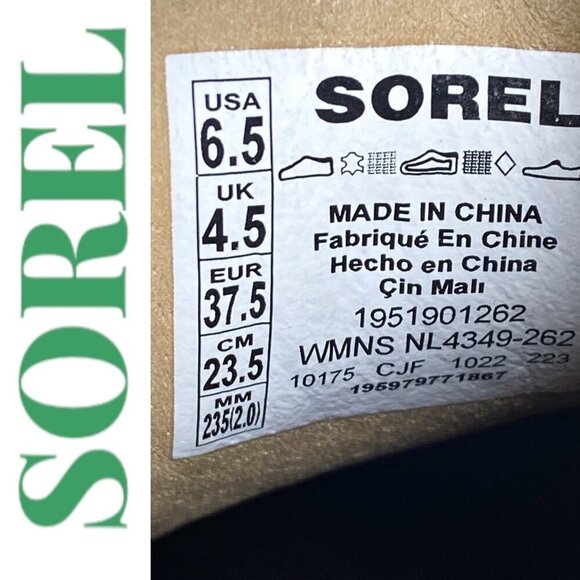 SOREL
USA
6.5
UK
4.5
EUR
37.5
CM
23.5
MM
235(2.0)
SOREL
MADE IN CHINA
Fabriqué En Chine
Hecho en China
Çin Malı
1951901262
WMNS NL4349-262
10175 CJF 1022 223
195979771867